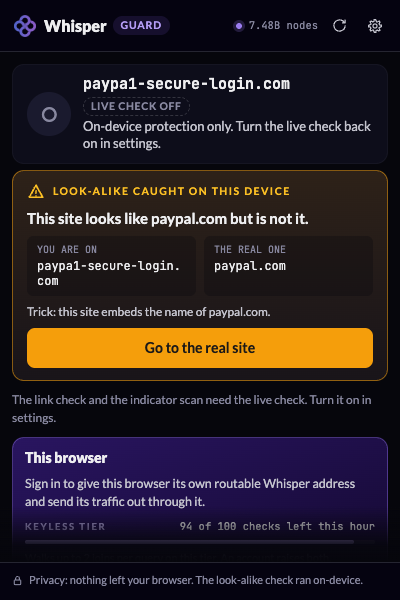 Whisper GUARD 7.48B nodes
paypa1-secure-login.com
LIVE CHECK OFF
On-device protection only. Turn the live check back
on in settings.
LOOK-ALIKE CAUGHT ON THIS DEVICE
This site looks like paypal.com but is not it.
YOU ARE ON
paypa1-secure-login.
com
THE REAL ONE
paypal.com
Trick: this site embeds the name of paypal.com.
Go to the real site
The link check and the indicator scan need the live check. Turn it on in
settings.
This browser
Sign in to give this browser its own routable Whisper address
and send its traffic out through it.
KEYLESS TIER 94 of 100 checks left this hour
Privacy: nothing left your browser. The look-alike check ran on-device.